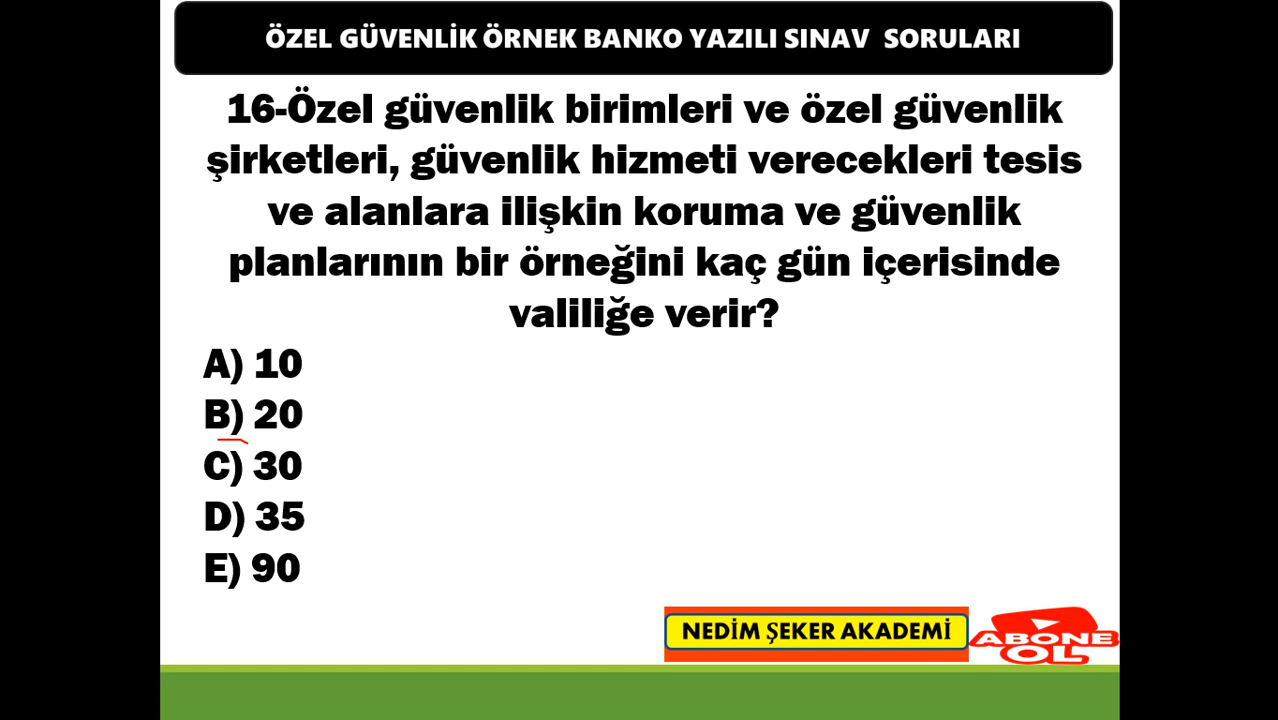 ÖZEL GÜVENLİK ÖRNEK BANKO YAZILI SINAV SORULARI
16-Özel güvenlik birimleri ve özel güvenlik
şirketleri, güvenlik hizmeti verecekleri tesis
ve alanlara ilişkin koruma ve güvenlik
planlarının bir örneğini kaç gün içerisinde
valiliğe verir?
A) 10
B) 20
C) 30
D) 35
E) 90
NEDİM ŞEKER AKADEMİ
ABONE
OL